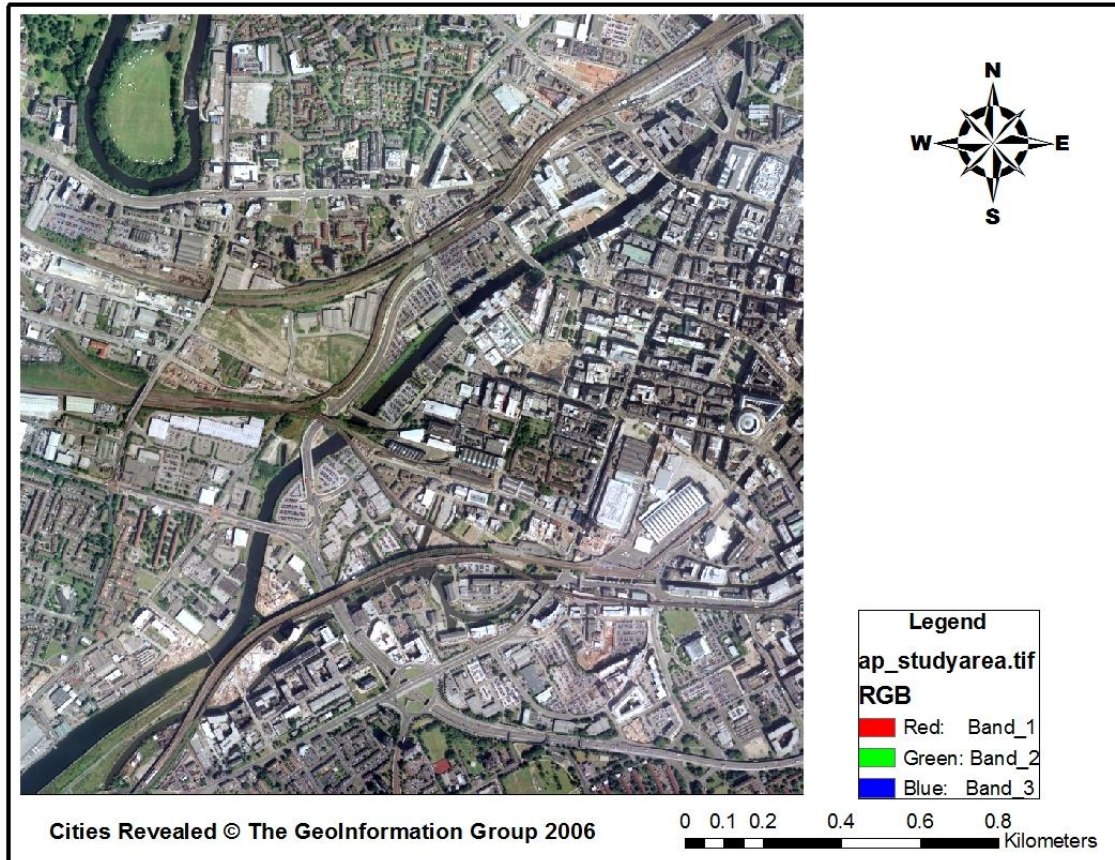 N
W E
S
Legend
ap_studyarea.tif
RGB
Red: Band_1
Green: Band_2
Blue: Band_3
Cities Revealed © The GeoInformation Group 2006
0 0.1 0.2 0.4 0.6 0.8
Kilometers